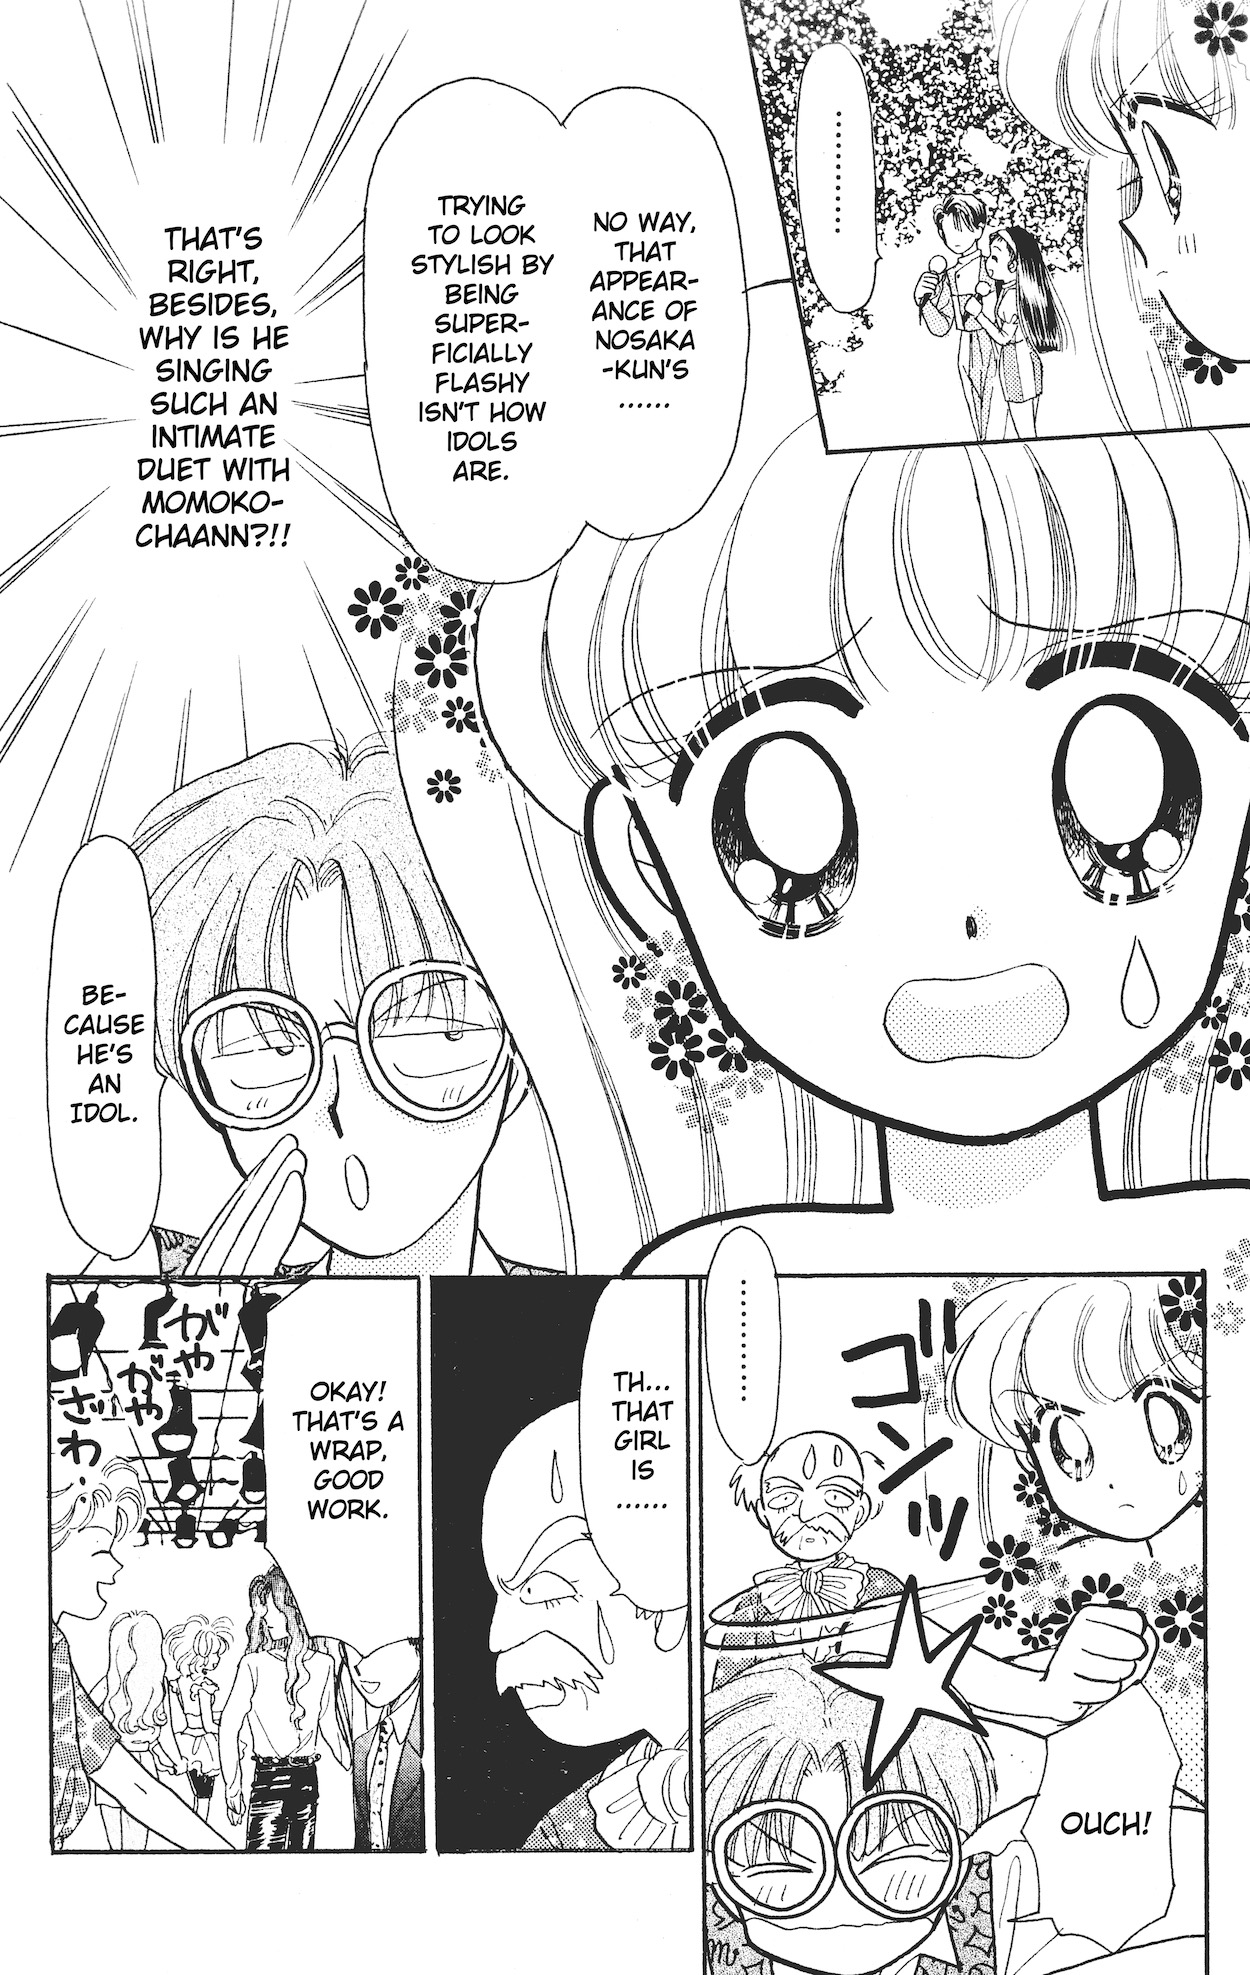 ...........
NO WAY,
THAT
APPEAR-
ANCE OF
NOSAKA
-KUN'S
......
TRYING
TO LOOK
STYLISH BY
BEING
SUPER-
FICIALLY
FLASHY
ISN'T HOW
IDOLS
ARE.
THAT'S
RIGHT,
BESIDES,
WHY IS HE
SINGING
SUCH AN
INTIMATE
DUET WITH
MOMOKO-
CHAANN?!!
BE-
CAUSE
HE'S
AN
IDOL.
ゴンッ
...........
OUCH!
TH...
THAT
GIRL
IS
......
OKAY!
THAT'S A
WRAP,
GOOD
WORK.
がや
がや
ざわ